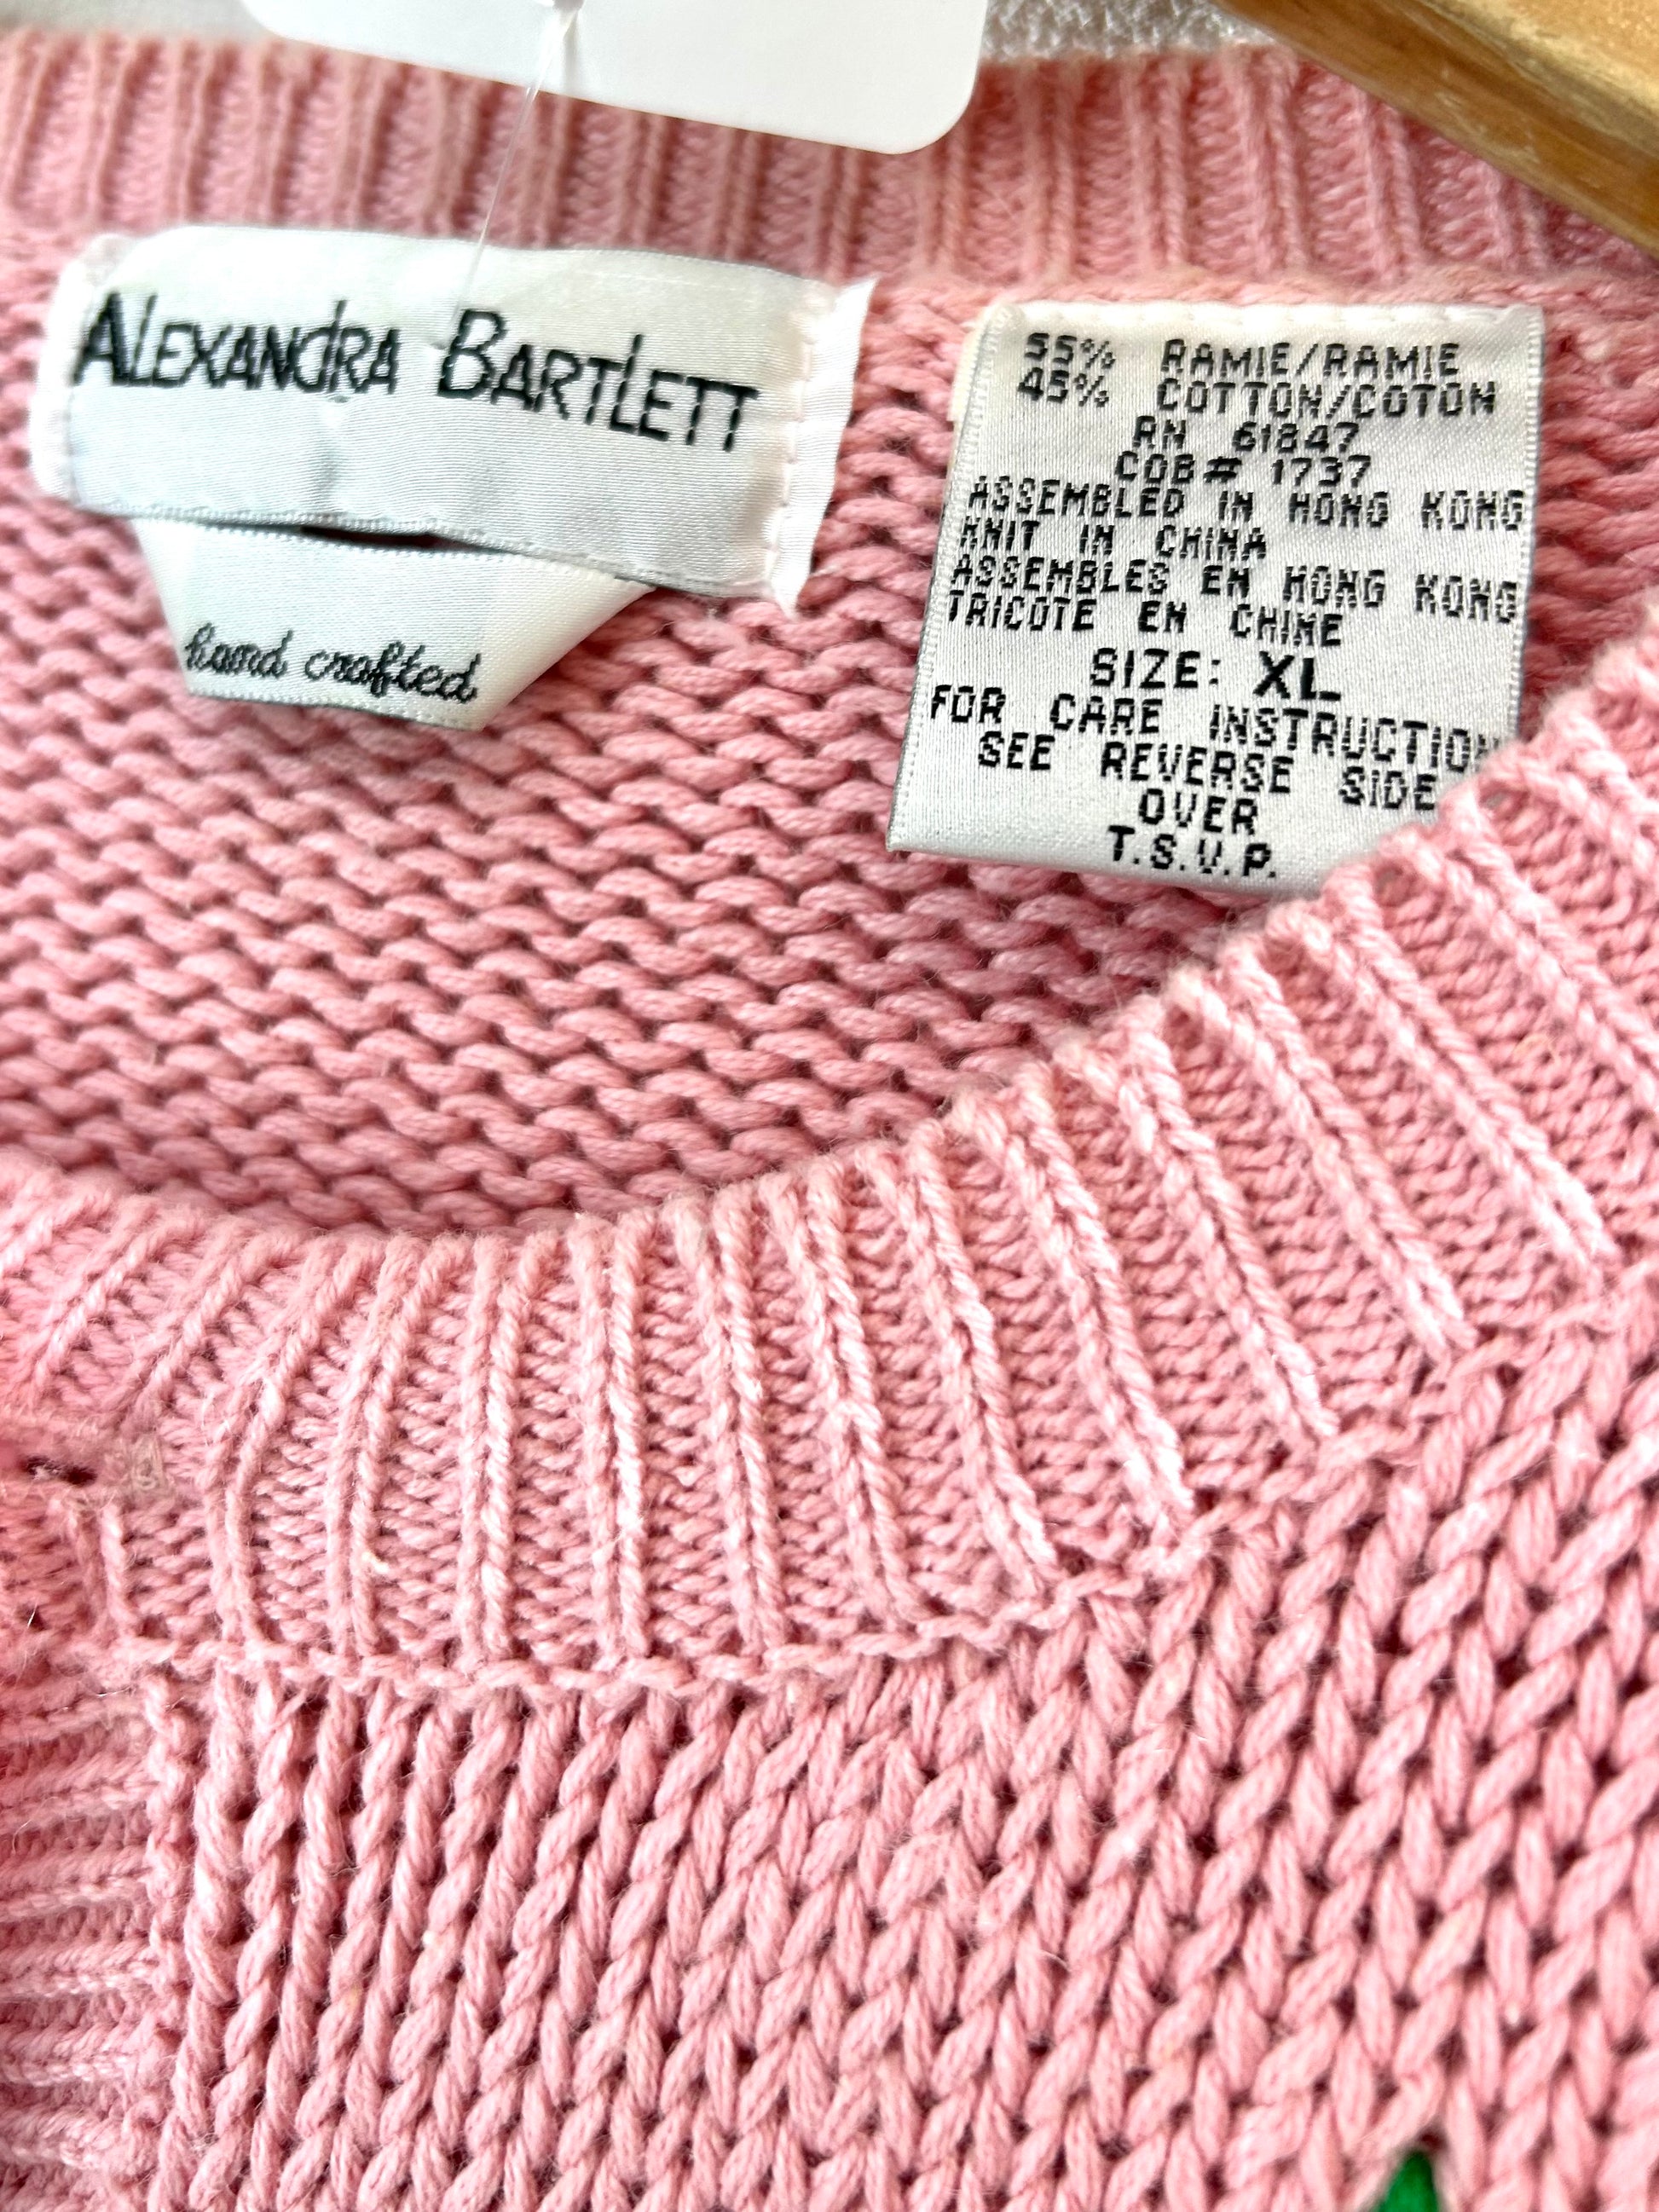 ALEXANDRA BARTLETT
hand crafted
55% RAMIE/RAMIE
45% COTTON/COTON
RN 61847
COB# 1737
ASSEMBLED IN HONG KONG
KNIT IN CHINA
ASSEMBLES EN HONG KONG
TRICOTE EN CHINE
SIZE: XL
FOR CARE INSTRUCTION
SEE REVERSE SIDE
OVER
T.S.V.P.